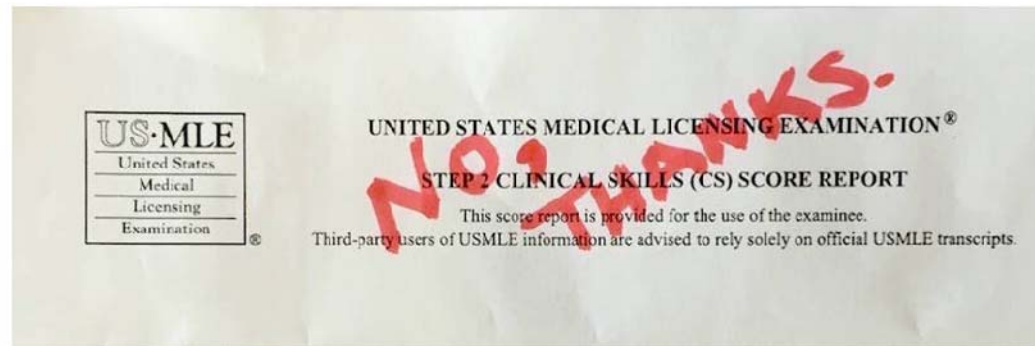 US·MLE
United States
Medical
Licensing
Examination
®
UNITED STATES MEDICAL LICENSING EXAMINATION®
STEP 2 CLINICAL SKILLS (CS) SCORE REPORT
This score report is provided for the use of the examinee.
Third-party users of USMLE information are advised to rely solely on official USMLE transcripts.
NO,
THANKS.